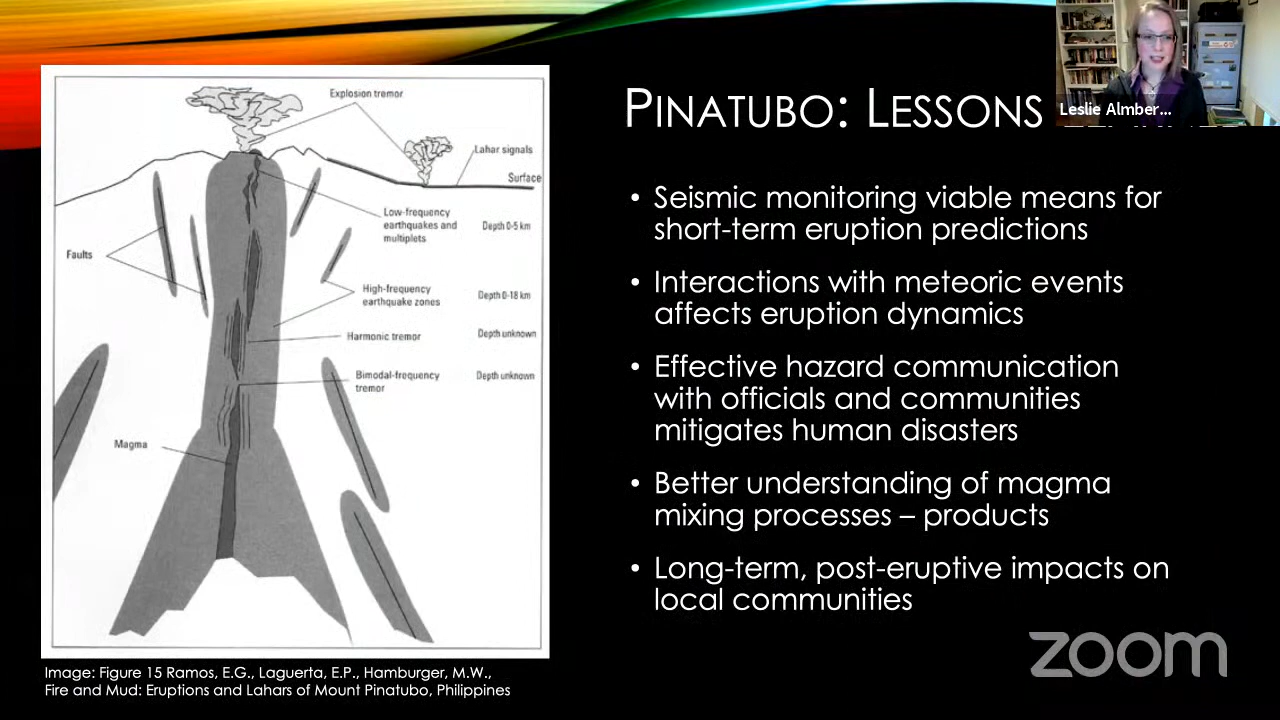 PINATUBO: LESSONS
Leslie Almber...
• Seismic monitoring viable means for
short-term eruption predictions
• Interactions with meteoric events
affects eruption dynamics
• Effective hazard communication
with officials and communities
mitigates human disasters
• Better understanding of magma
mixing processes – products
• Long-term, post-eruptive impacts on
local communities
Explosion tremor
Lahar signals
Surface
Low-frequency
earthquakes and
multiplets
Depth 0-5 km
Faults
High-frequency
earthquake zones
Depth 0-18 km
Harmonic tremor
Depth unknown
Bimodal-frequency
tremor
Depth unknown
Magma
Image: Figure 15 Ramos, E.G., Laguerta, E.P., Hamburger, M.W.,
Fire and Mud: Eruptions and Lahars of Mount Pinatubo, Philippines
zoom